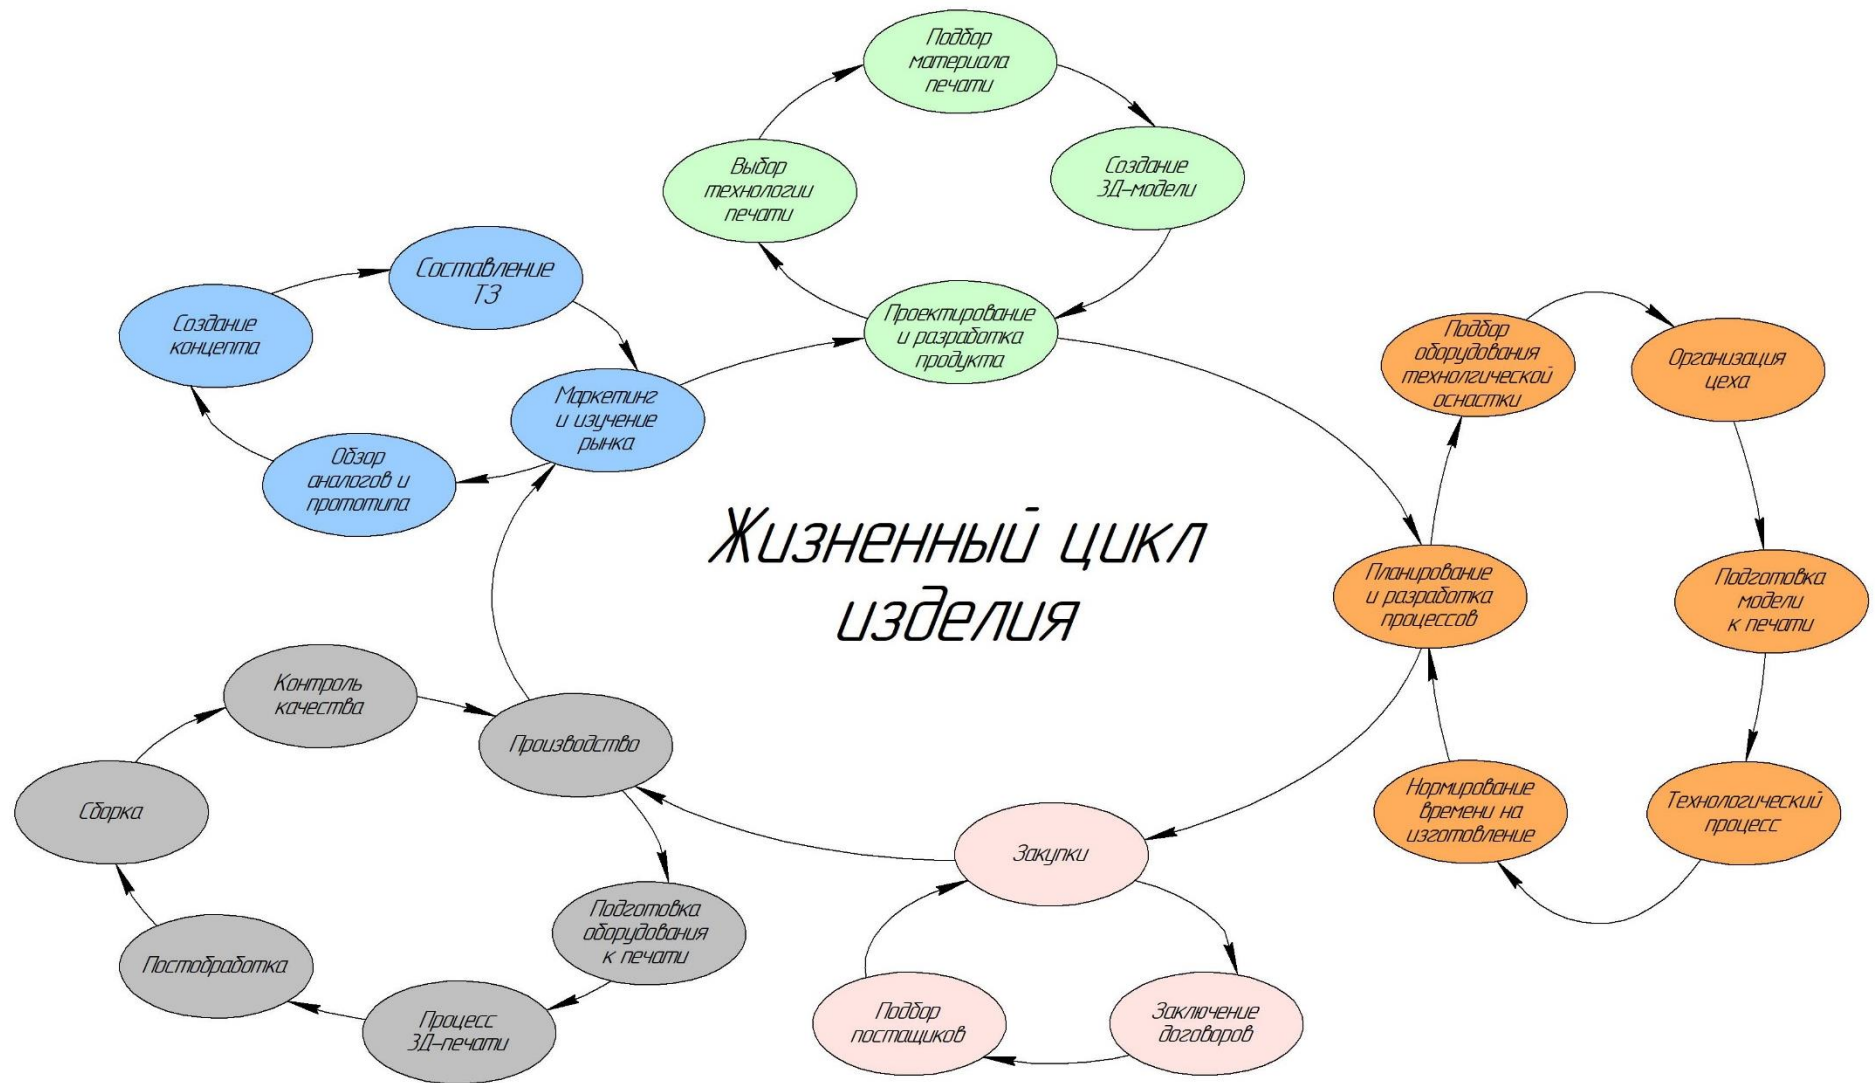 Подбор
материала
печати
Выбор
технологии
печати
Создание
3Д-модели
Проектирование
и разработка
продукта
Составление
ТЗ
Создание
концепта
Маркетинг
и изучение
рынка
Обзор
аналогов и
прототипа
Подбор
оборудования
технолгической
оснастки
Организация
цеха
Жизненный цикл
изделия
Планирование
и разработка
процессов
Подготовка
модели
к печати
Нормирование
времени на
изготовление
Технологический
процесс
Контроль
качества
Производство
Сборка
Закупки
Подготовка
оборудования
к печати
Постобработка
Процесс
3Д-печати
Подбор
постащиков
Заключение
договоров